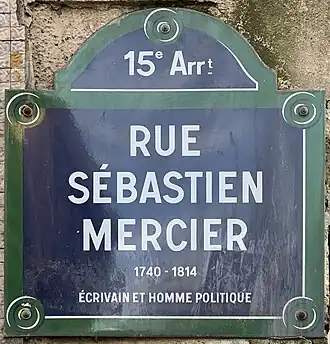 15e Arrt
RUE
SÉBASTIEN
MERCIER
1740 - 1814
ÉCRIVAIN ET HOMME POLITIQUE